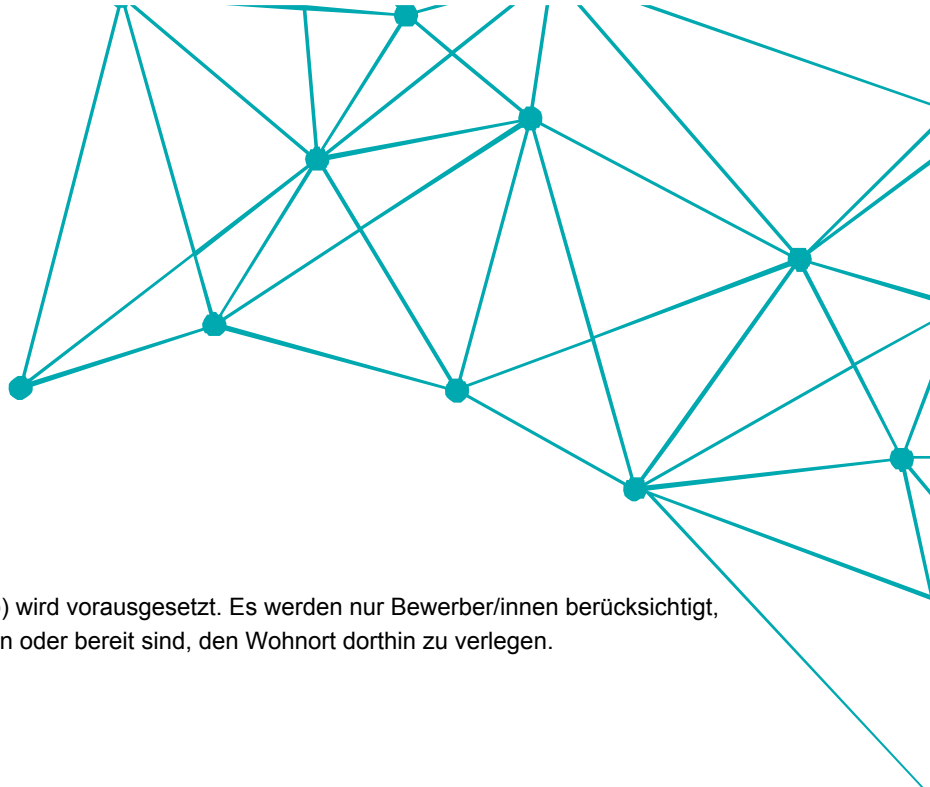 ) wird vorausgesetzt. Es werden nur Bewerber/innen berücksichtigt,
n oder bereit sind, den Wohnort dorthin zu verlegen.